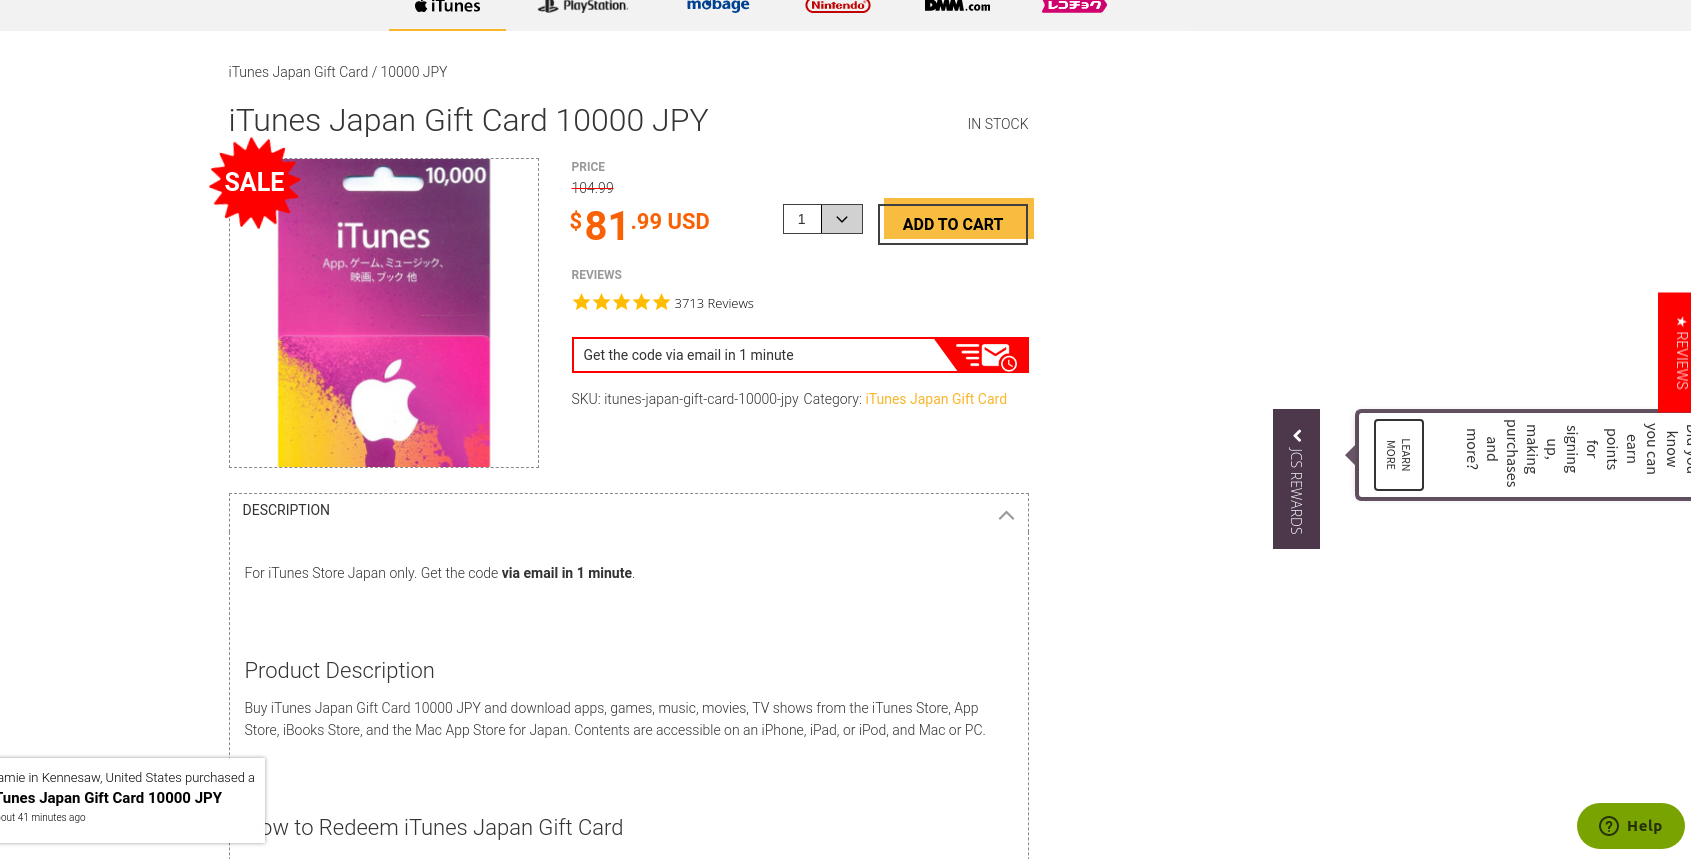 iTunes
PlayStation
mobage
Nintendo
DMM.com
レコチョク
iTunes Japan Gift Card / 10000 JPY
iTunes Japan Gift Card 10000 JPY
IN STOCK
SALE
10,000
iTunes
App、ゲーム、ミュージック、
映画、ブック 他
PRICE
104.99
$81.99 USD
1
ADD TO CART
REVIEWS
3713 Reviews
Get the code via email in 1 minute
SKU: itunes-japan-gift-card-10000-jpy Category: iTunes Japan Gift Card
★ REVIEWS
JCS REWARDS
know
you can
earn
points
for
signing
up,
making
purchases
and
more?
LEARN
MORE
DESCRIPTION
For iTunes Store Japan only. Get the code via email in 1 minute.
Product Description
Buy iTunes Japan Gift Card 10000 JPY and download apps, games, music, movies, TV shows from the iTunes Store, App
Store, iBooks Store, and the Mac App Store for Japan. Contents are accessible on an iPhone, iPad, or iPod, and Mac or PC.
amie in Kennesaw, United States purchased a
Tunes Japan Gift Card 10000 JPY
out 41 minutes ago
ow to Redeem iTunes Japan Gift Card
Help